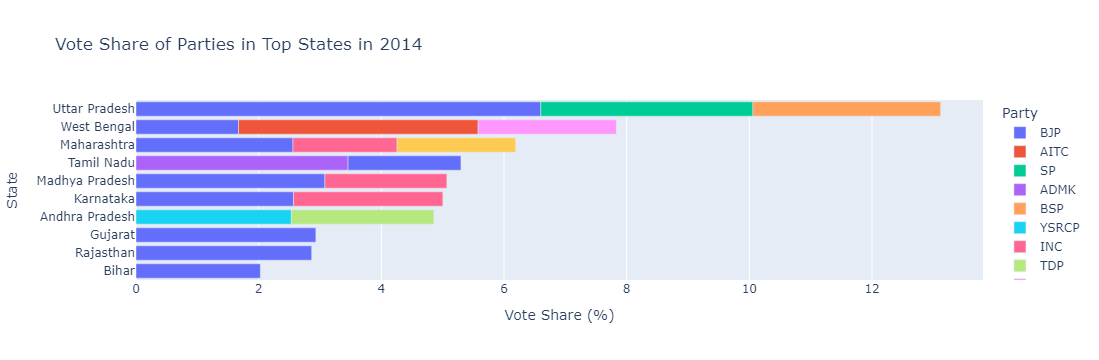 Vote Share of Parties in Top States in 2014
State
Uttar Pradesh
West Bengal
Maharashtra
Tamil Nadu
Madhya Pradesh
Karnataka
Andhra Pradesh
Gujarat
Rajasthan
Bihar
0 2 4 6 8 10 12
Vote Share (%)
Party
BJP
AITC
SP
ADMK
BSP
YSRCP
INC
TDP